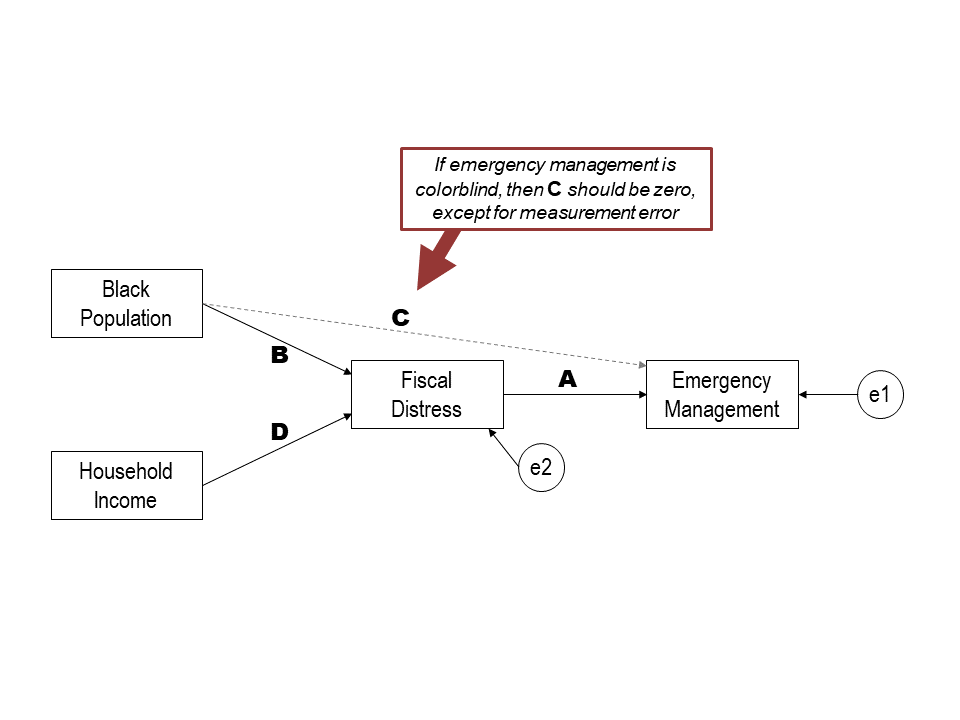 If emergency management is
colorblind, then C should be zero,
except for measurement error
Black
Population
C
B
Fiscal
Distress
A
Emergency
Management
e1
D
Household
Income
e2